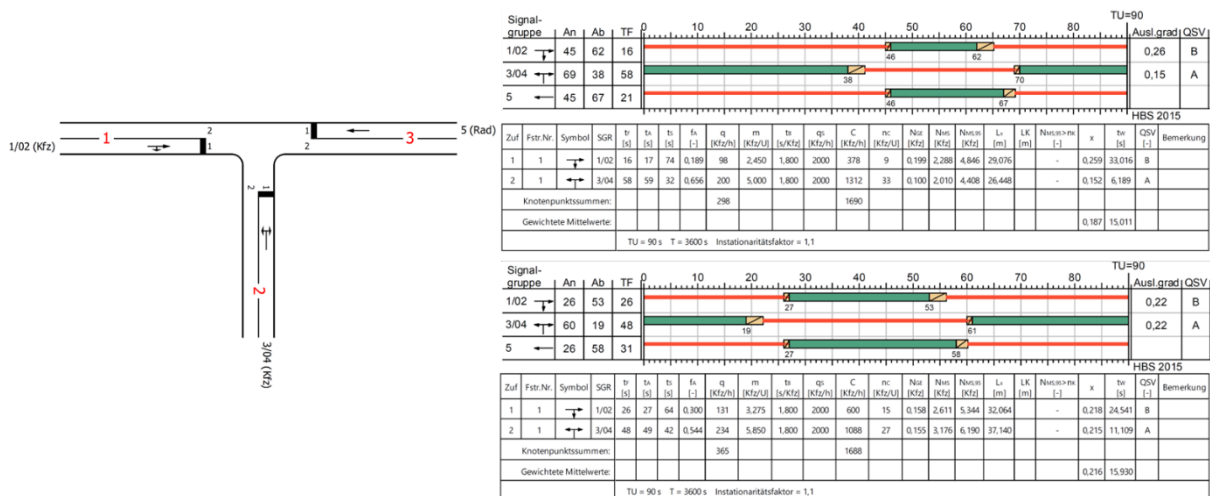 1
2
1
1
2
3
5 (Rad)
1/02 (Kfz)
2
1
2
3/04 (Kfz)
TU=90
Signal-
gruppe An Ab TF 0 10 20 30 40 50 60 70 80 Ausl.grad QSV
1/02 45 62 16 46 62 0,26 B
3/04 69 38 58 38 70 0,15 A
5 45 67 21 46 67
HBS 2015
Zuf Fstr.Nr. Symbol SGR tF tA tS fA q m tB qS C nC NGE NMS NMS,95 LX LK NMS,95>nK x tW QSV Bemerkung
[s] [s] [s] [-] [Kfz/h] [Kfz/U] [s/Kfz] [Kfz/h] [Kfz/h] [Kfz/U] [Kfz] [Kfz] [Kfz] [m] [m] [-] [s] [-]
1 1 1/02 16 17 74 0,189 98 2,450 1,800 2000 378 9 0,199 2,288 4,846 29,076 - 0,259 33,016 B
2 1 3/04 58 59 32 0,656 200 5,000 1,800 2000 1312 33 0,100 2,010 4,408 26,448 - 0,152 6,189 A
Knotenpunktssummen: 298 1690
Gewichtete Mittelwerte: 0,187 15,011
TU = 90 s T = 3600 s Instationaritätsfaktor = 1,1
TU=90
Signal-
gruppe An Ab TF 0 10 20 30 40 50 60 70 80 Ausl.grad QSV
1/02 26 53 26 27 53 0,22 B
3/04 60 19 48 19 61 0,22 A
5 26 58 31 27 58
HBS 2015
Zuf Fstr.Nr. Symbol SGR tF tA tS fA q m tB qS C nC NGE NMS NMS,95 LX LK NMS,95>nK x tW QSV Bemerkung
[s] [s] [s] [-] [Kfz/h] [Kfz/U] [s/Kfz] [Kfz/h] [Kfz/h] [Kfz/U] [Kfz] [Kfz] [Kfz] [m] [m] [-] [s] [-]
1 1 1/02 26 27 64 0,300 131 3,275 1,800 2000 600 15 0,158 2,611 5,344 32,064 - 0,218 24,541 B
2 1 3/04 48 49 42 0,544 234 5,850 1,800 2000 1088 27 0,155 3,176 6,190 37,140 - 0,215 11,109 A
Knotenpunktssummen: 365 1688
Gewichtete Mittelwerte: 0,216 15,930
TU = 90 s T = 3600 s Instationaritätsfaktor = 1,1